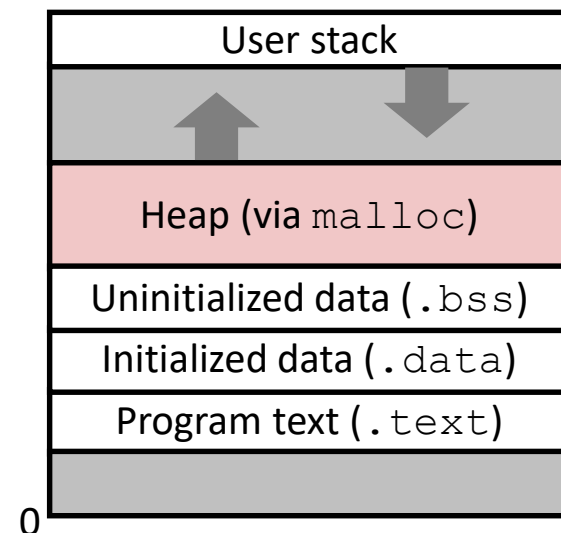 User stack
Heap (via malloc)
Uninitialized data (.bss)
Initialized data (.data)
Program text (.text)
0